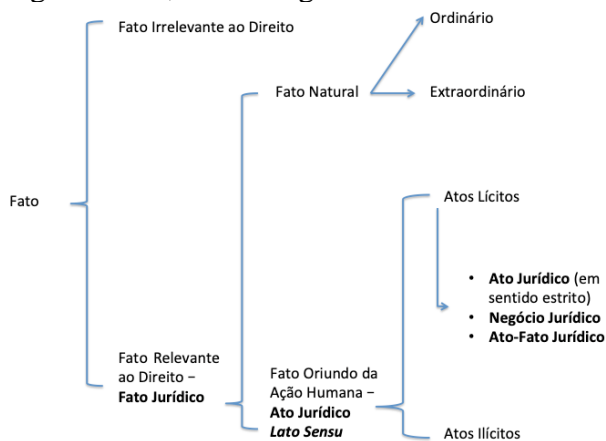 Fato Irrelevante ao Direito
Ordinário
Fato Natural
Extraordinário
Fato
Atos Lícitos
• Ato Jurídico (em
sentido estrito)
• Negócio Jurídico
• Ato-Fato Jurídico
Fato Relevante
ao Direito –
Fato Jurídico
Fato Oriundo da
Ação Humana –
Ato Jurídico
Lato Sensu
Atos Ilícitos